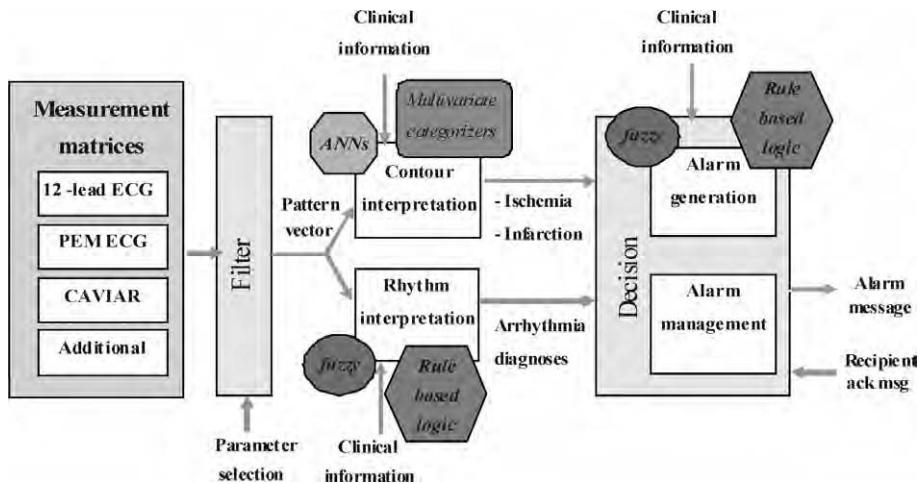 Measurement
matrices
12 -lead ECG
PEM ECG
CAVIAR
Additional
Filter
Parameter
selection
Pattern
vector
Clinical
information
ANNs
Multivariate
categorizers
Contour
interpretation
- Ischemia
- Infarction
Rhythm
interpretation
fuzzy
Rule
based
logic
Clinical
information
Arrhythmia
diagnoses
Clinical
information
fuzzy
Rule
based
logic
Decision
Alarm
generation
Alarm
management
Alarm
message
Recipient
ack msg